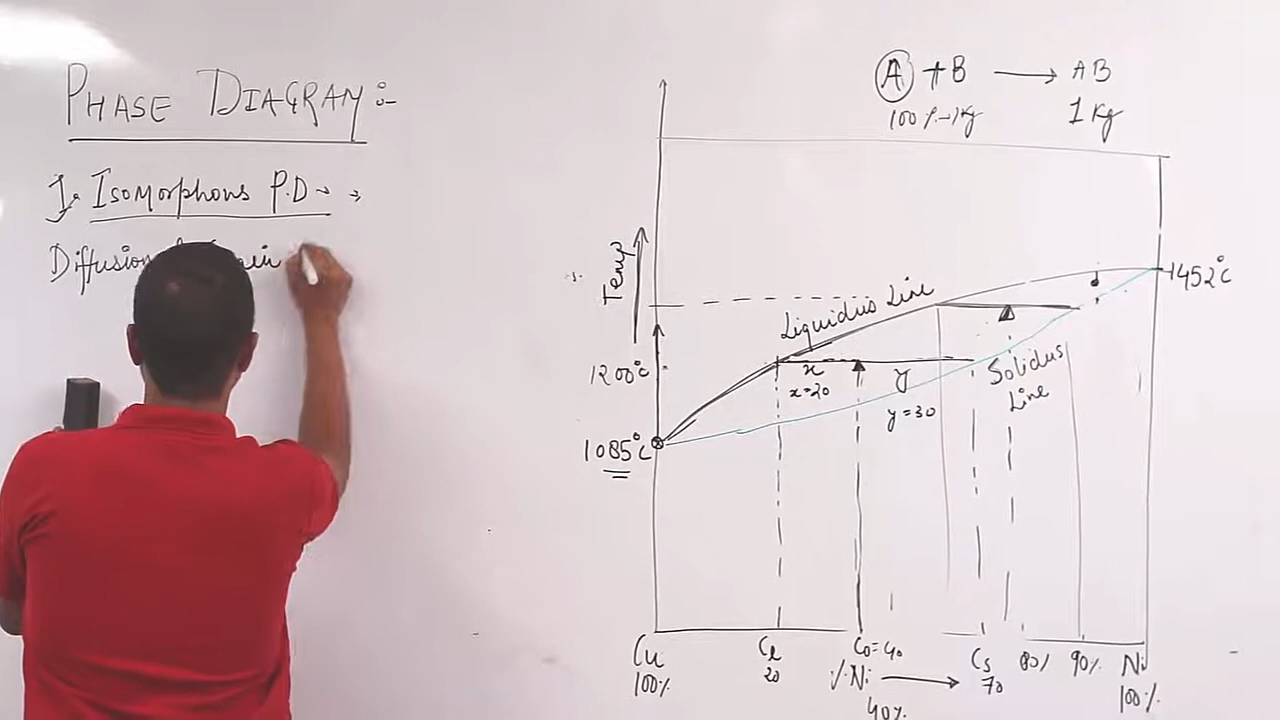 PHASE DIAGRAM:-
1. Isomorphous P.D →
Diffusion
A + B → AB
100%→1Kg 1 Kg
Temp
Liquidus Line
1452°C
1200°C
x
x=20
y
y=30
Solidus
Line
1085°C
Cu
100%
Cl
20
C0=40
%Ni →
40%
Cs
70
80%
90%
Ni
100%